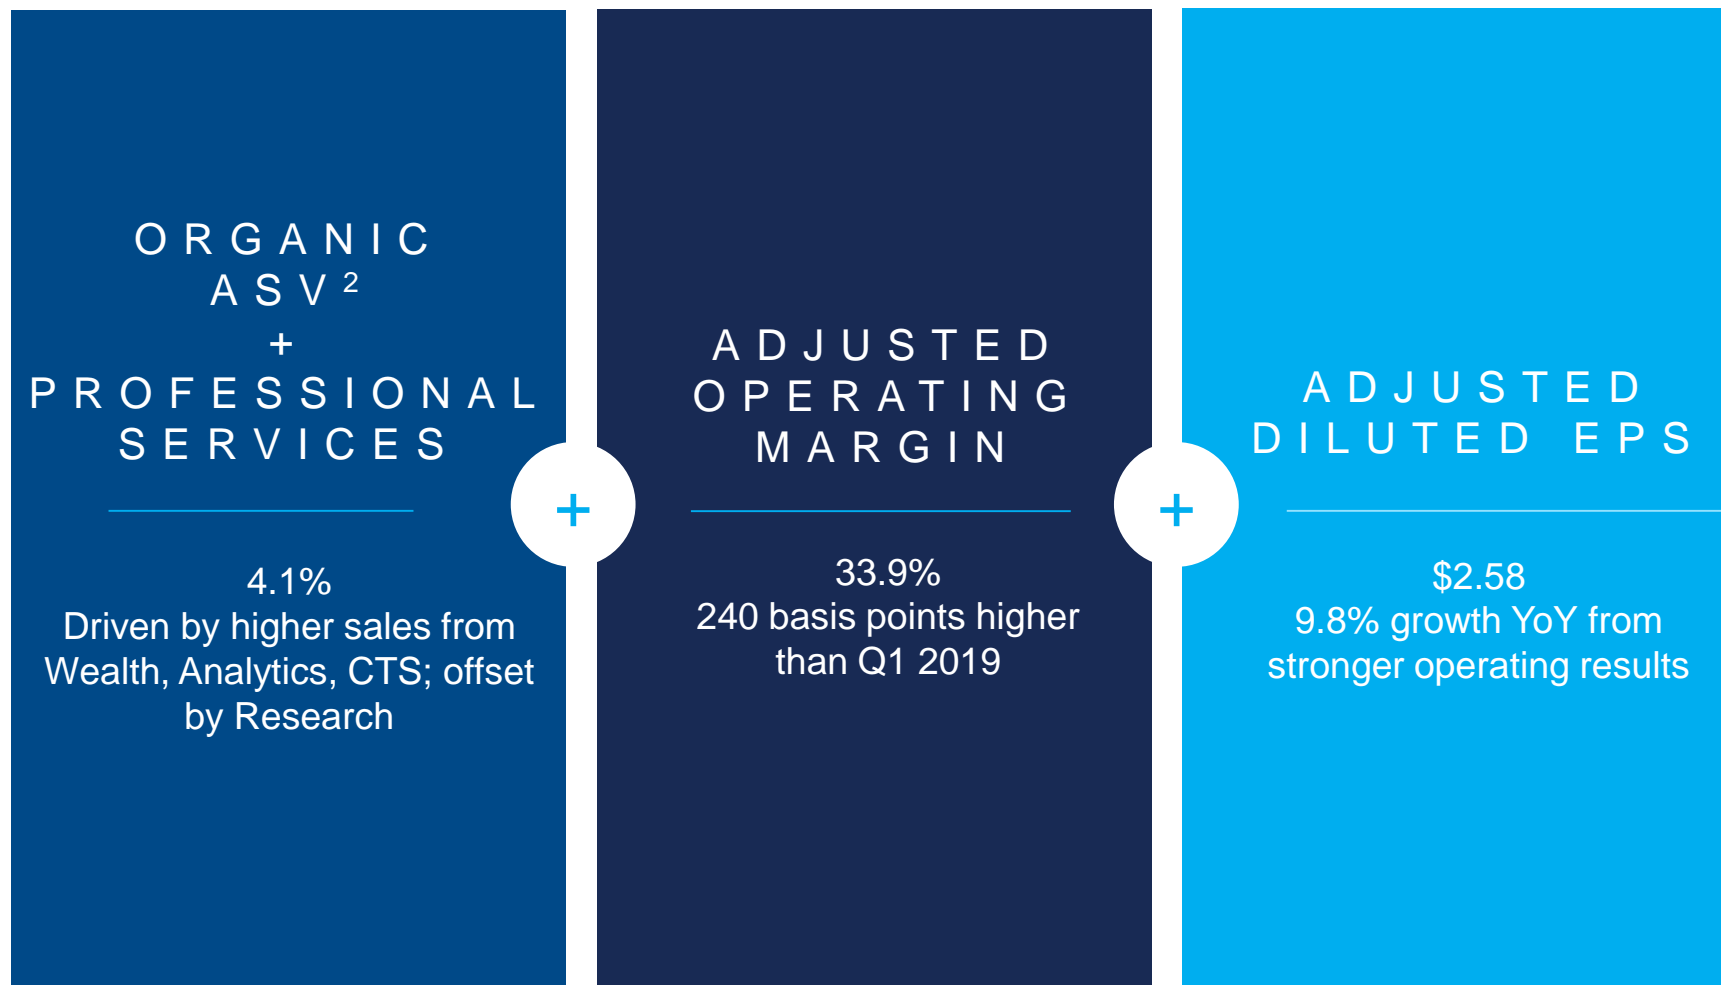 ORGANIC
ASV²
+
PROFESSIONAL
SERVICES
4.1%
Driven by higher sales from
Wealth, Analytics, CTS; offset
by Research
+
ADJUSTED
OPERATING
MARGIN
33.9%
240 basis points higher
than Q1 2019
+
ADJUSTED
DILUTED EPS
$2.58
9.8% growth YoY from
stronger operating results